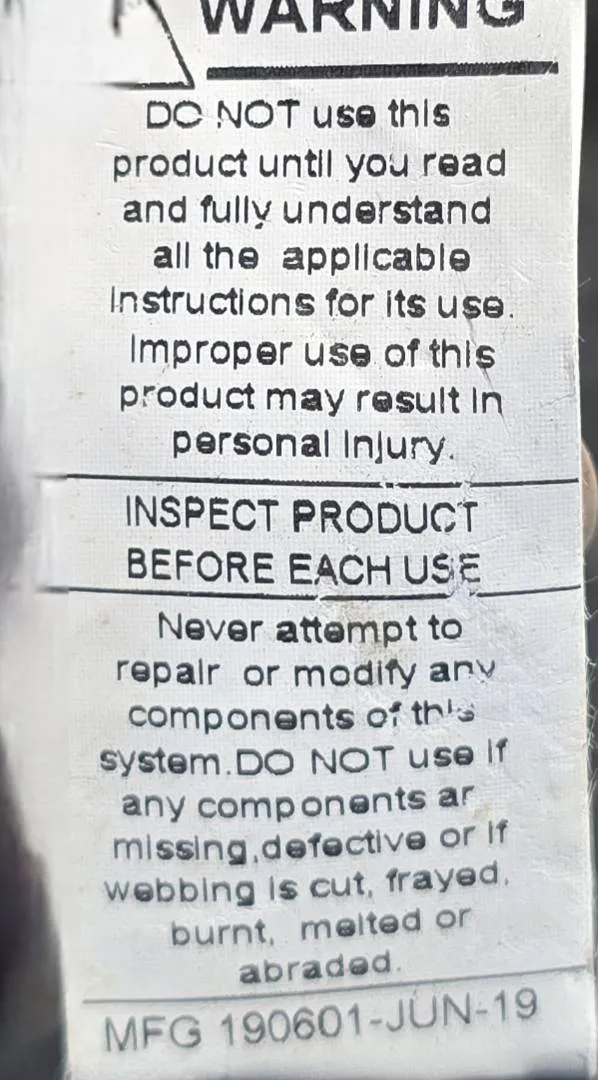 WARNING
DO NOT use this
product until you read
and fully understand
all the applicable
Instructions for its use.
Improper use of this
product may result in
personal Injury.
INSPECT PRODUCT
BEFORE EACH USE
Never attempt to
repair or modify any
components of this
system.DO NOT use if
any components ar
missing,defective or if
webbing is cut, frayed,
burnt, melted or
abraded.
MFG 190601-JUN-19